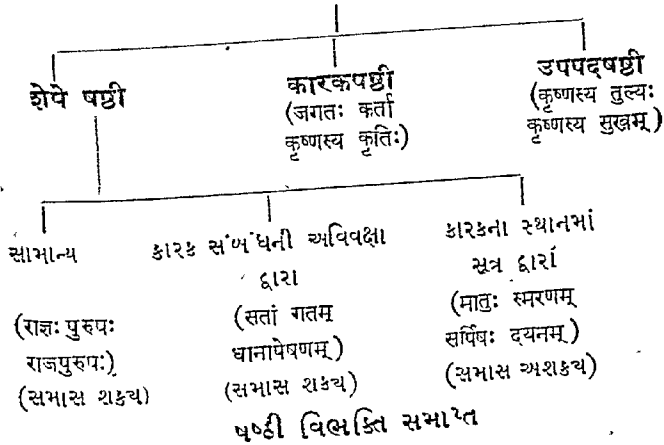 शेषे षष्ठी
कारकषष्ठी
(जगतः कर्ता
कृष्णस्य कृतिः)
उपपदषष्ठी
(कृष्णस्य तुल्यः
कृष्णस्य सुखम्)
સામાન્ય
(राज्ञः पुरुषः
राजपुरुषः)
(સમાસ શક્ય)
કારક સંબંધની અવિવક્ષા
દ્વારા
(सतां गतम्
धानापेषणम्)
(સમાસ શક્ય)
કારકના સ્થાનમાં
સૂત્ર દ્વારાં
(मातुः स्मरणम्
सर्पिषः दयनम्)
(સમાસ અશક્ય)
ષષ્ઠી વિભક્તિ સમાપ્ત